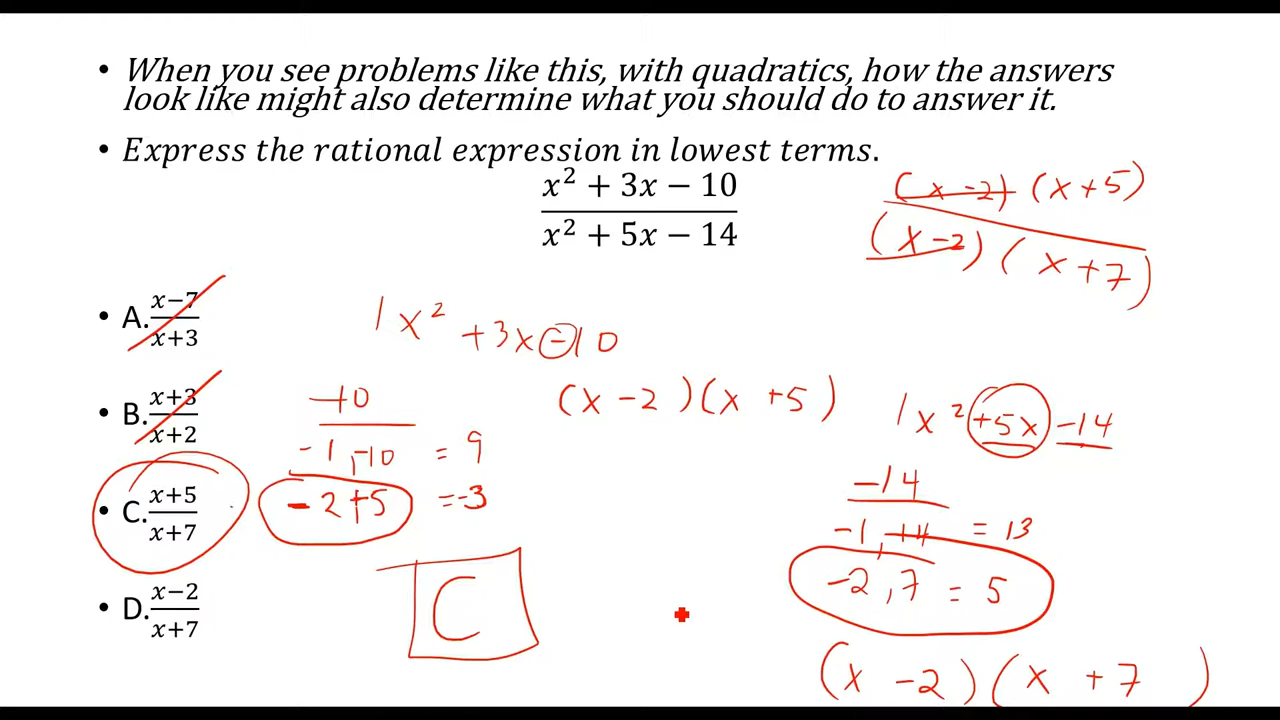 • When you see problems like this, with quadratics, how the answers
look like might also determine what you should do to answer it.
• Express the rational expression in lowest terms.
x² + 3x − 10
x² + 5x − 14
(x −2) (x+5)
(x −2) (x +7)
• A. x−7
x+3
1x² +3x −10
• B. x+3
x+2
−10
(x −2)(x +5)
1x² +5x −14
−1, −10 = 9
• C. x+5
x+7
−2 +5 = -3
−14
−1, +14 = 13
−2, 7 = 5
• D. x−2
x+7
C
(x −2)(x +7)